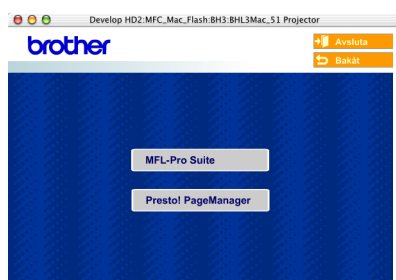 Develop HD2:MFC_Mac_Flash:BH3:BHL3Mac_51 Projector
brother
Avsluta
Bakåt
MFL-Pro Suite
Presto! PageManager